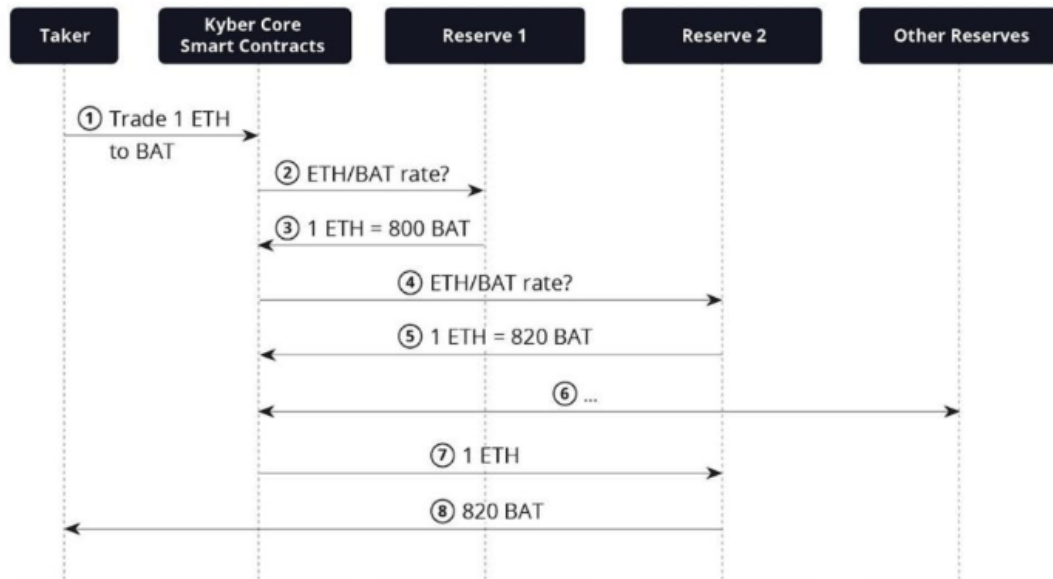 Taker
Kyber Core
Smart Contracts
Reserve 1
Reserve 2
Other Reserves
① Trade 1 ETH
to BAT
② ETH/BAT rate?
③ 1 ETH = 800 BAT
④ ETH/BAT rate?
⑤ 1 ETH = 820 BAT
⑥ ...
⑦ 1 ETH
⑧ 820 BAT